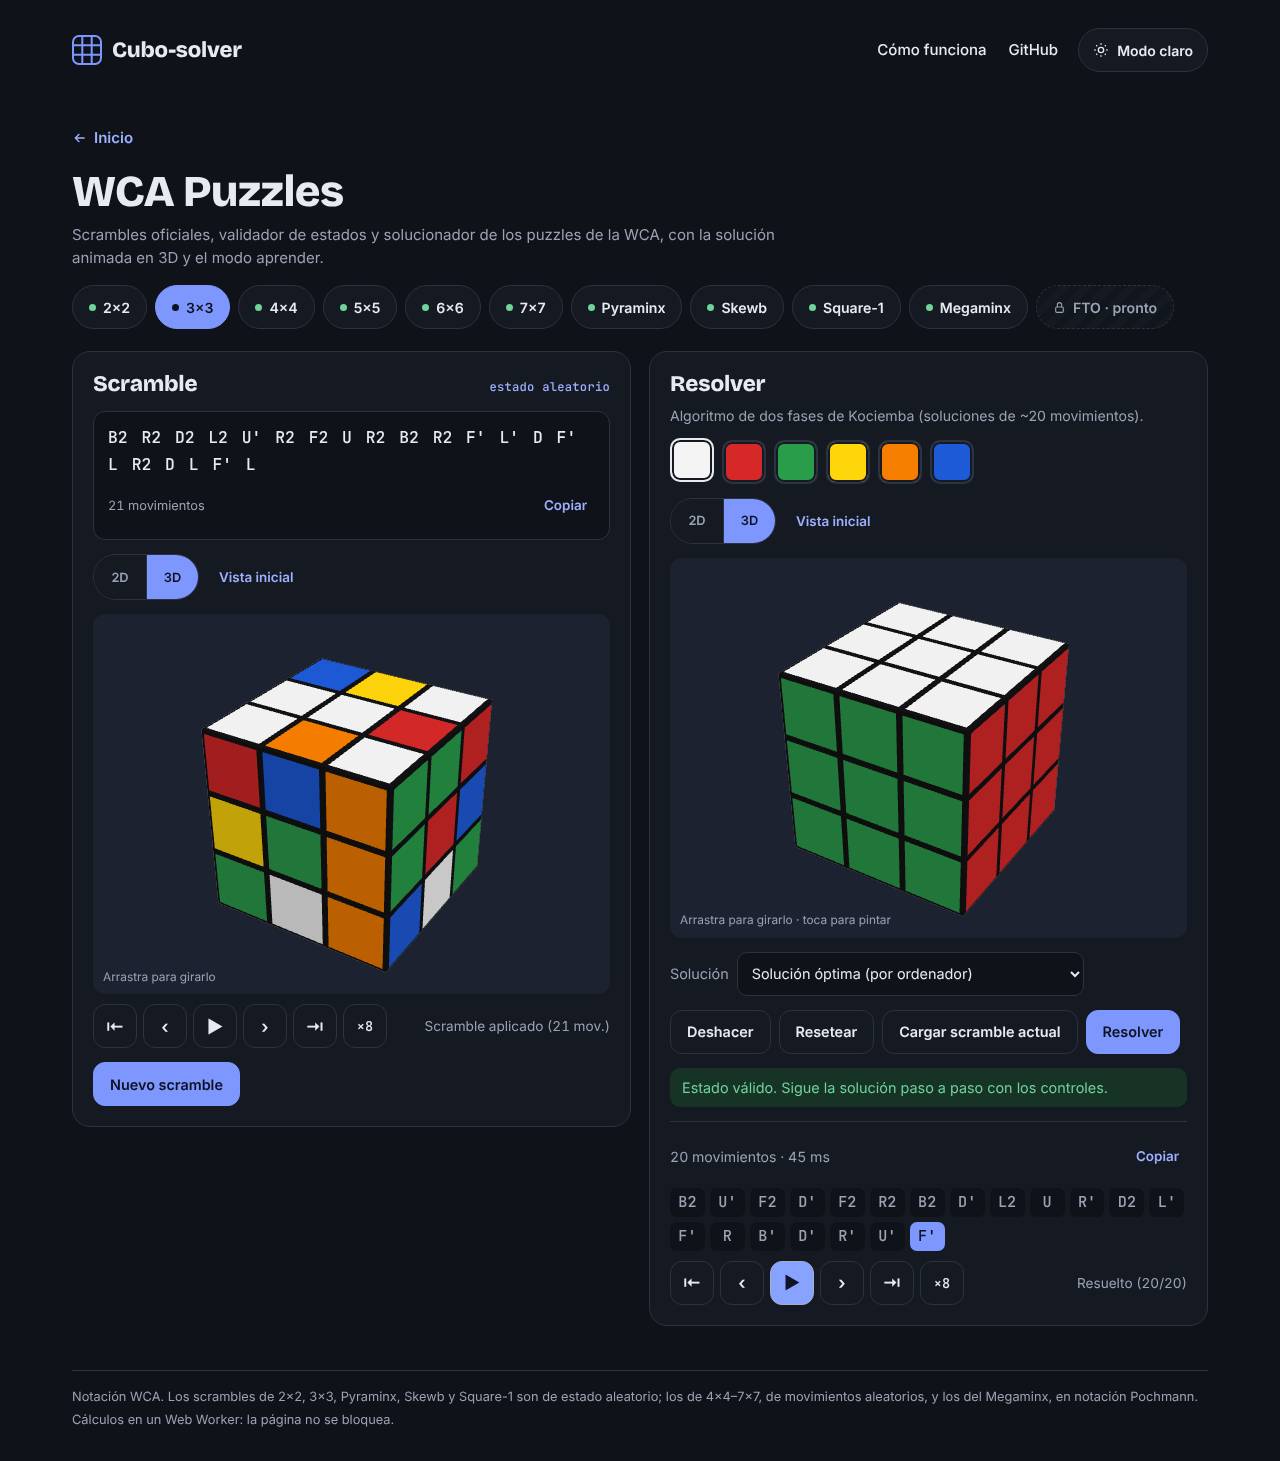 Cubo-solver
Cómo funciona
GitHub
Modo claro
← Inicio
WCA Puzzles
Scrambles oficiales, validador de estados y solucionador de los puzzles de la WCA, con la solución
animada en 3D y el modo aprender.
2×2
3×3
4×4
5×5
6×6
7×7
Pyraminx
Skewb
Square-1
Megaminx
FTO · pronto
Scramble
estado aleatorio
B2 R2 D2 L2 U' R2 F2 U R2 B2 R2 F' L' D F'
L R2 D L F' L
21 movimientos
Copiar
2D
3D
Vista inicial
Arrastra para girarlo
×8
Scramble aplicado (21 mov.)
Nuevo scramble
Resolver
Algoritmo de dos fases de Kociemba (soluciones de ~20 movimientos).
2D
3D
Vista inicial
Arrastra para girarlo · toca para pintar
Solución
Solución óptima (por ordenador)
Deshacer
Resetear
Cargar scramble actual
Resolver
Estado válido. Sigue la solución paso a paso con los controles.
20 movimientos · 45 ms
Copiar
B2 U' F2 D' F2 R2 B2 D' L2 U R' D2 L'
F' R B' D' R' U' F'
×8
Resuelto (20/20)
Notación WCA. Los scrambles de 2×2, 3×3, Pyraminx, Skewb y Square-1 son de estado aleatorio; los de 4×4–7×7, de movimientos aleatorios, y los del Megaminx, en notación Pochmann.
Cálculos en un Web Worker: la página no se bloquea.